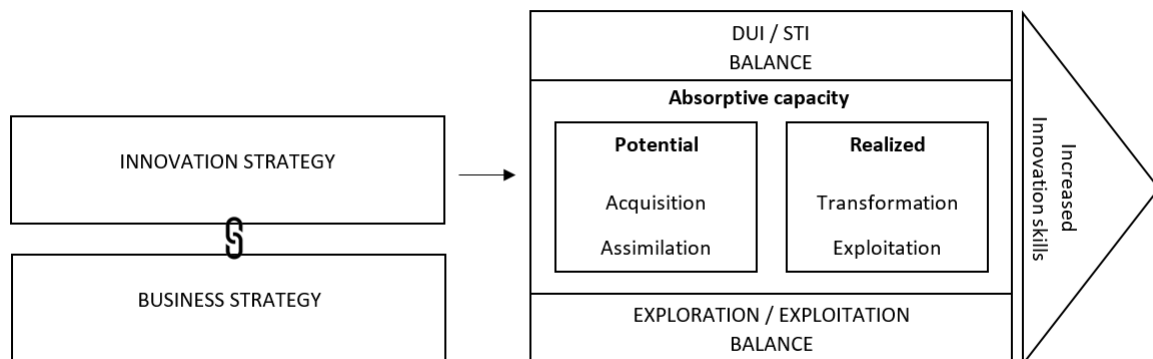 INNOVATION STRATEGY
BUSINESS STRATEGY
DUI / STI
BALANCE
Absorptive capacity
Potential
Acquisition
Assimilation
Realized
Transformation
Exploitation
EXPLORATION / EXPLOITATION
BALANCE
Increased
Innovation skills